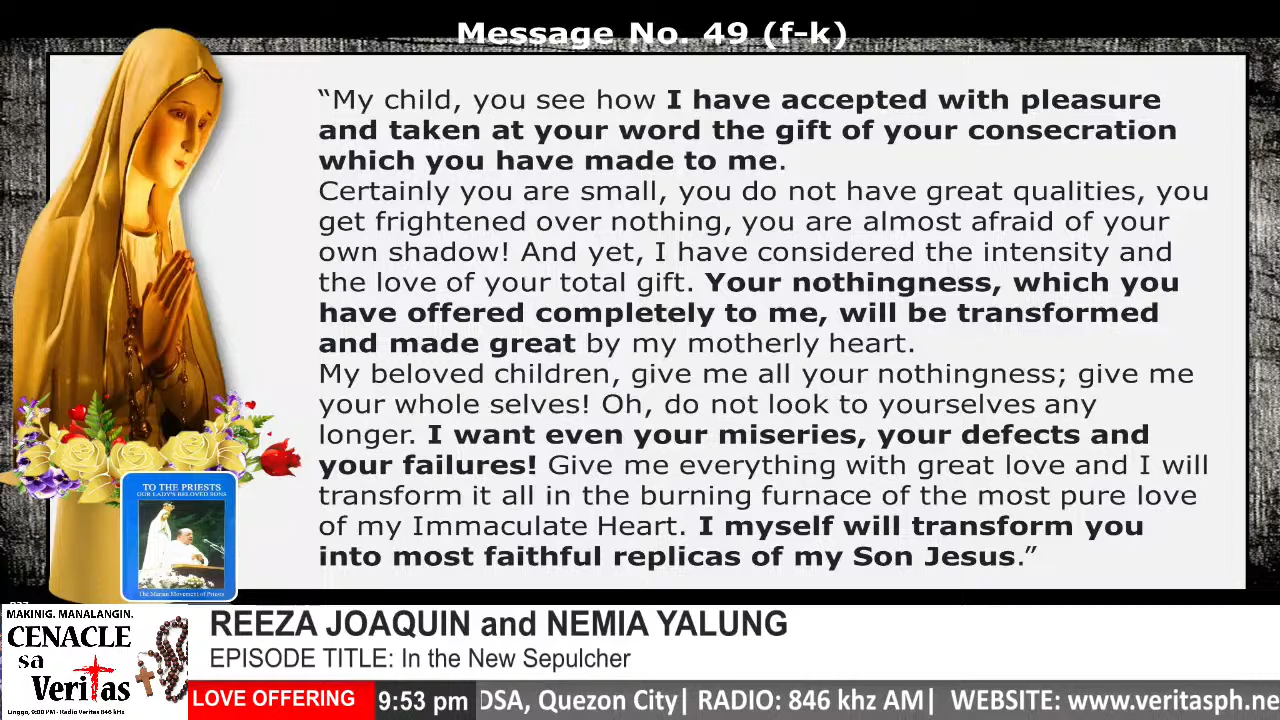 Message No. 49 (f-k)
“My child, you see how I have accepted with pleasure
and taken at your word the gift of your consecration
which you have made to me.
Certainly you are small, you do not have great qualities, you
get frightened over nothing, you are almost afraid of your
own shadow! And yet, I have considered the intensity and
the love of your total gift. Your nothingness, which you
have offered completely to me, will be transformed
and made great by my motherly heart.
My beloved children, give me all your nothingness; give me
your whole selves! Oh, do not look to yourselves any
longer. I want even your miseries, your defects and
your failures! Give me everything with great love and I will
transform it all in the burning furnace of the most pure love
of my Immaculate Heart. I myself will transform you
into most faithful replicas of my Son Jesus.”
TO THE PRIESTS
OUR LADY'S BELOVED SONS
The Marian Movement of Priests
MAKINIG. MANALANGIN.
CENACLE
sa
Veritas
Linggo, 9:00 PM - Radio Veritas 846 kHz
REEZA JOAQUIN and NEMIA YALUNG
EPISODE TITLE: In the New Sepulcher
LOVE OFFERING
9:53 pm
DSA, Quezon City| RADIO: 846 khz AM| WEBSITE: www.veritasph.ne